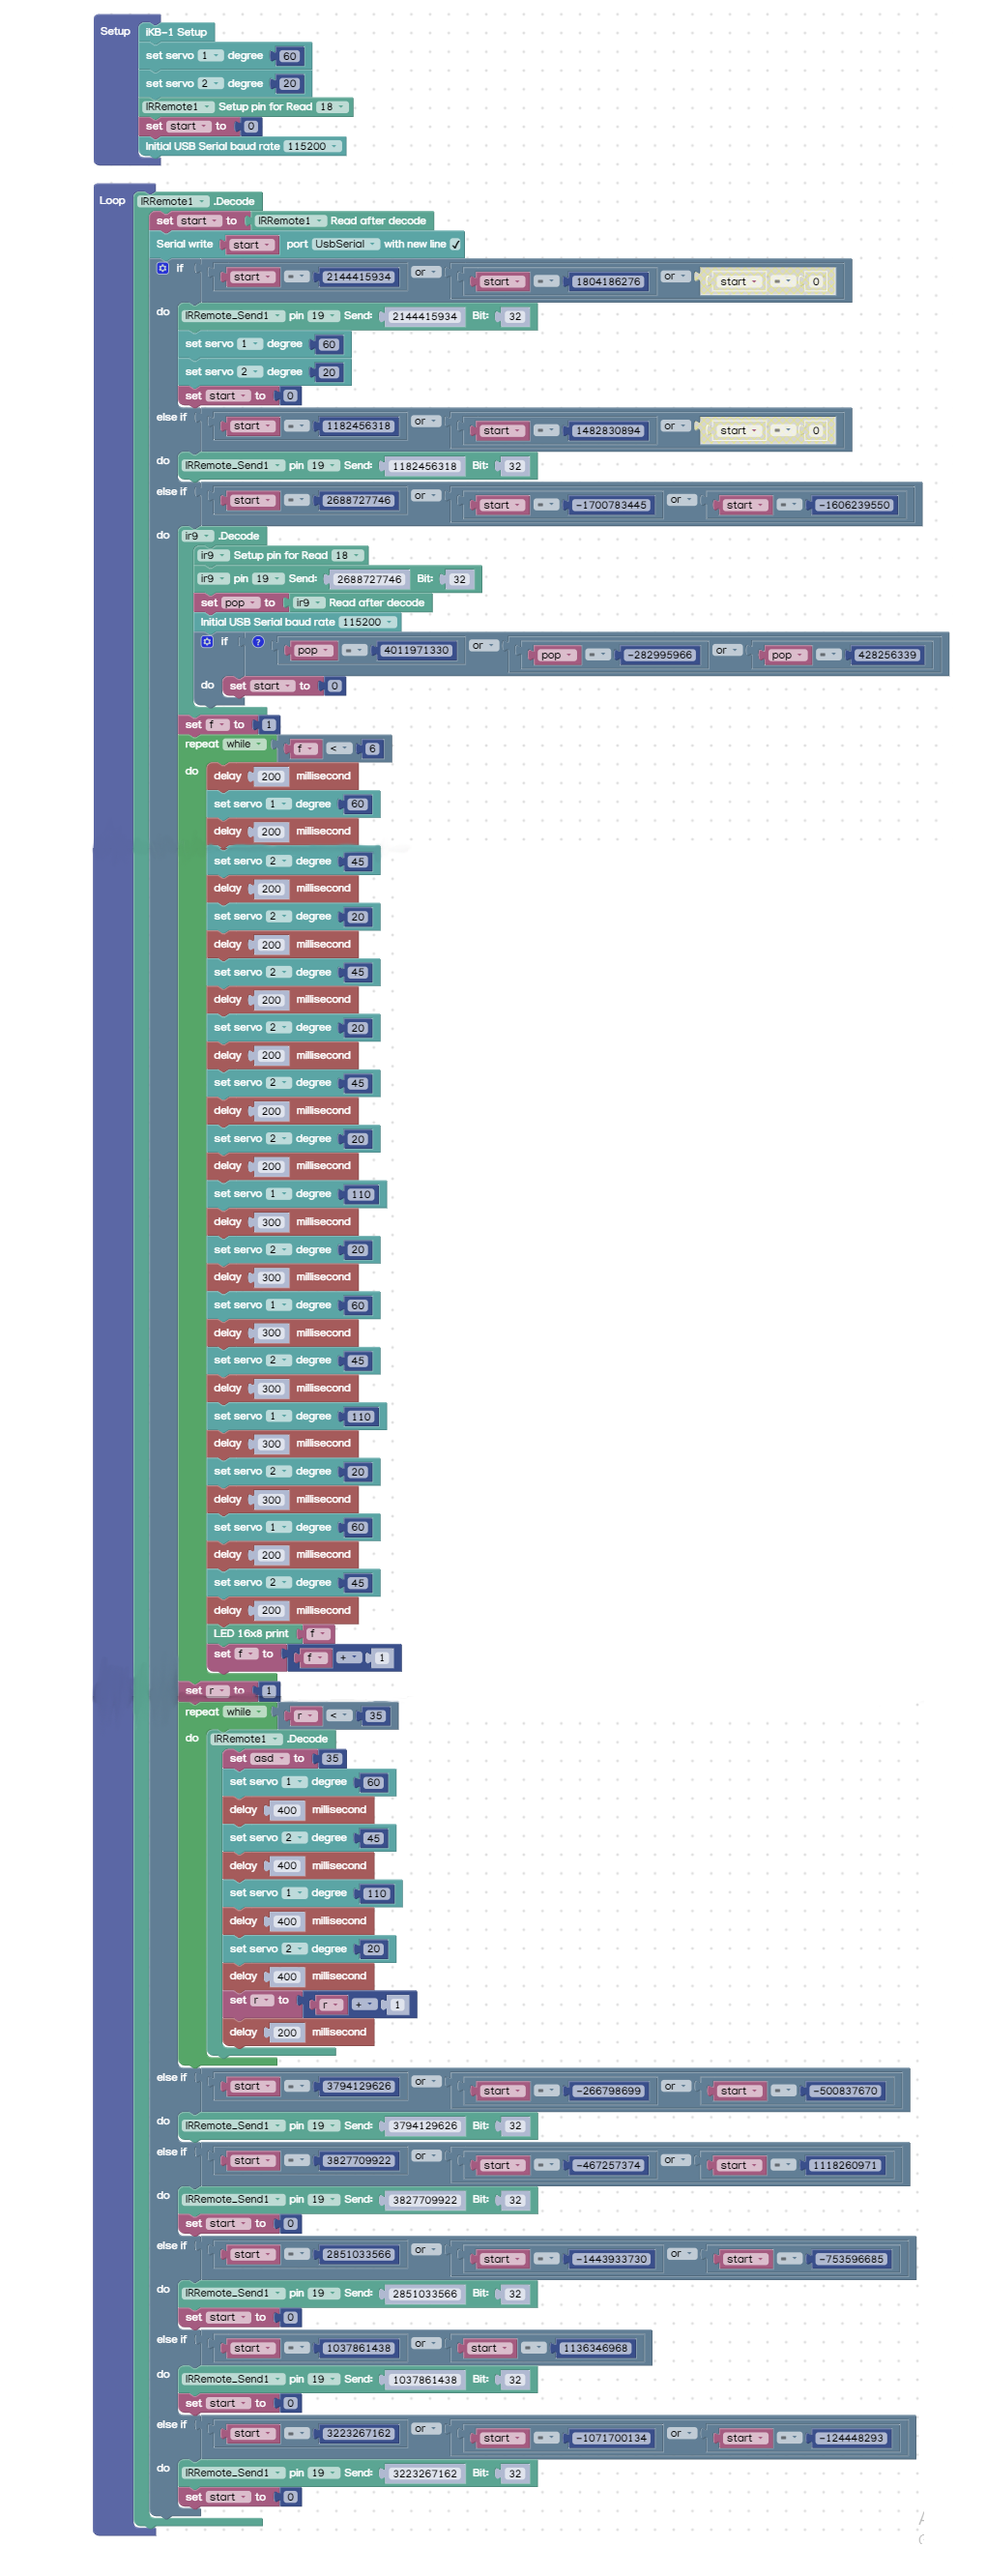 Setup
iKB-1 Setup
set servo 1 degree 60
set servo 2 degree 20
IRRemote1 Setup pin for Read 18
set start to 0
Initial USB Serial baud rate 115200
Loop
IRRemote1 .Decode
set start to IRRemote1 Read after decode
Serial write start port UsbSerial with new line ✓
if start = 2144415934 or start = 1804186276 or start = 0
do IRRemote_Send1 pin 19 Send: 2144415934 Bit: 32
set servo 1 degree 60
set servo 2 degree 20
set start to 0
else if start = 1182456318 or start = 1482830894 or start = 0
do IRRemote_Send1 pin 19 Send: 1182456318 Bit: 32
else if start = 2688727746 or start = -1700783445 or start = -1606239550
do ir9 .Decode
ir9 Setup pin for Read 18
ir9 pin 19 Send: 2688727746 Bit: 32
set pop to ir9 Read after decode
Initial USB Serial baud rate 115200
if ? pop = 4011971330 or pop = -282995966 or pop = 428256339
do set start to 0
set f to 1
repeat while f < 6
do delay 200 millisecond
set servo 1 degree 60
delay 200 millisecond
set servo 2 degree 45
delay 200 millisecond
set servo 2 degree 20
delay 200 millisecond
set servo 2 degree 45
delay 200 millisecond
set servo 2 degree 20
delay 200 millisecond
set servo 2 degree 45
delay 200 millisecond
set servo 2 degree 20
delay 200 millisecond
set servo 1 degree 110
delay 300 millisecond
set servo 2 degree 20
delay 300 millisecond
set servo 1 degree 60
delay 300 millisecond
set servo 2 degree 45
delay 300 millisecond
set servo 1 degree 110
delay 300 millisecond
set servo 2 degree 20
delay 300 millisecond
set servo 1 degree 60
delay 200 millisecond
set servo 2 degree 45
delay 200 millisecond
LED 16x8 print f
set f to f + 1
set r to 1
repeat while r < 35
do IRRemote1 .Decode
set asd to 35
set servo 1 degree 60
delay 400 millisecond
set servo 2 degree 45
delay 400 millisecond
set servo 1 degree 110
delay 400 millisecond
set servo 2 degree 20
delay 400 millisecond
set r to r + 1
delay 200 millisecond
else if start = 3794129626 or start = -266798699 or start = -500837670
do IRRemote_Send1 pin 19 Send: 3794129626 Bit: 32
else if start = 3827709922 or start = -467257374 or start = 1118260971
do IRRemote_Send1 pin 19 Send: 3827709922 Bit: 32
set start to 0
else if start = 2851033566 or start = -1443933730 or start = -753596685
do IRRemote_Send1 pin 19 Send: 2851033566 Bit: 32
set start to 0
else if start = 1037861438 or start = 1136346968
do IRRemote_Send1 pin 19 Send: 1037861438 Bit: 32
set start to 0
else if start = 3223267162 or start = -1071700134 or start = -124448293
do IRRemote_Send1 pin 19 Send: 3223267162 Bit: 32
set start to 0